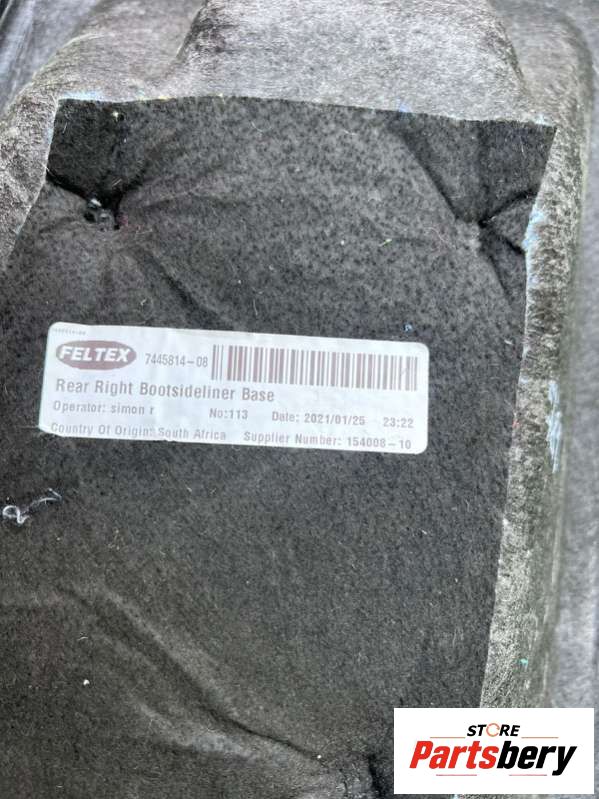 FELTEX 7445814-08
Rear Right Bootsideliner Base
Operator: simon r No:113 Date: 2021/01/25 23:22
Country Of Origin: South Africa Supplier Number: 154008-10
STORE
Partsbery